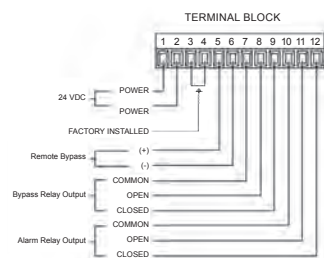 TERMINAL BLOCK
1 2 3 4 5 6 7 8 9 10 11 12
POWER
24 VDC
POWER
FACTORY INSTALLED
(+)
Remote Bypass
(-)
COMMON
Bypass Relay Output
OPEN
CLOSED
COMMON
Alarm Relay Output
OPEN
CLOSED